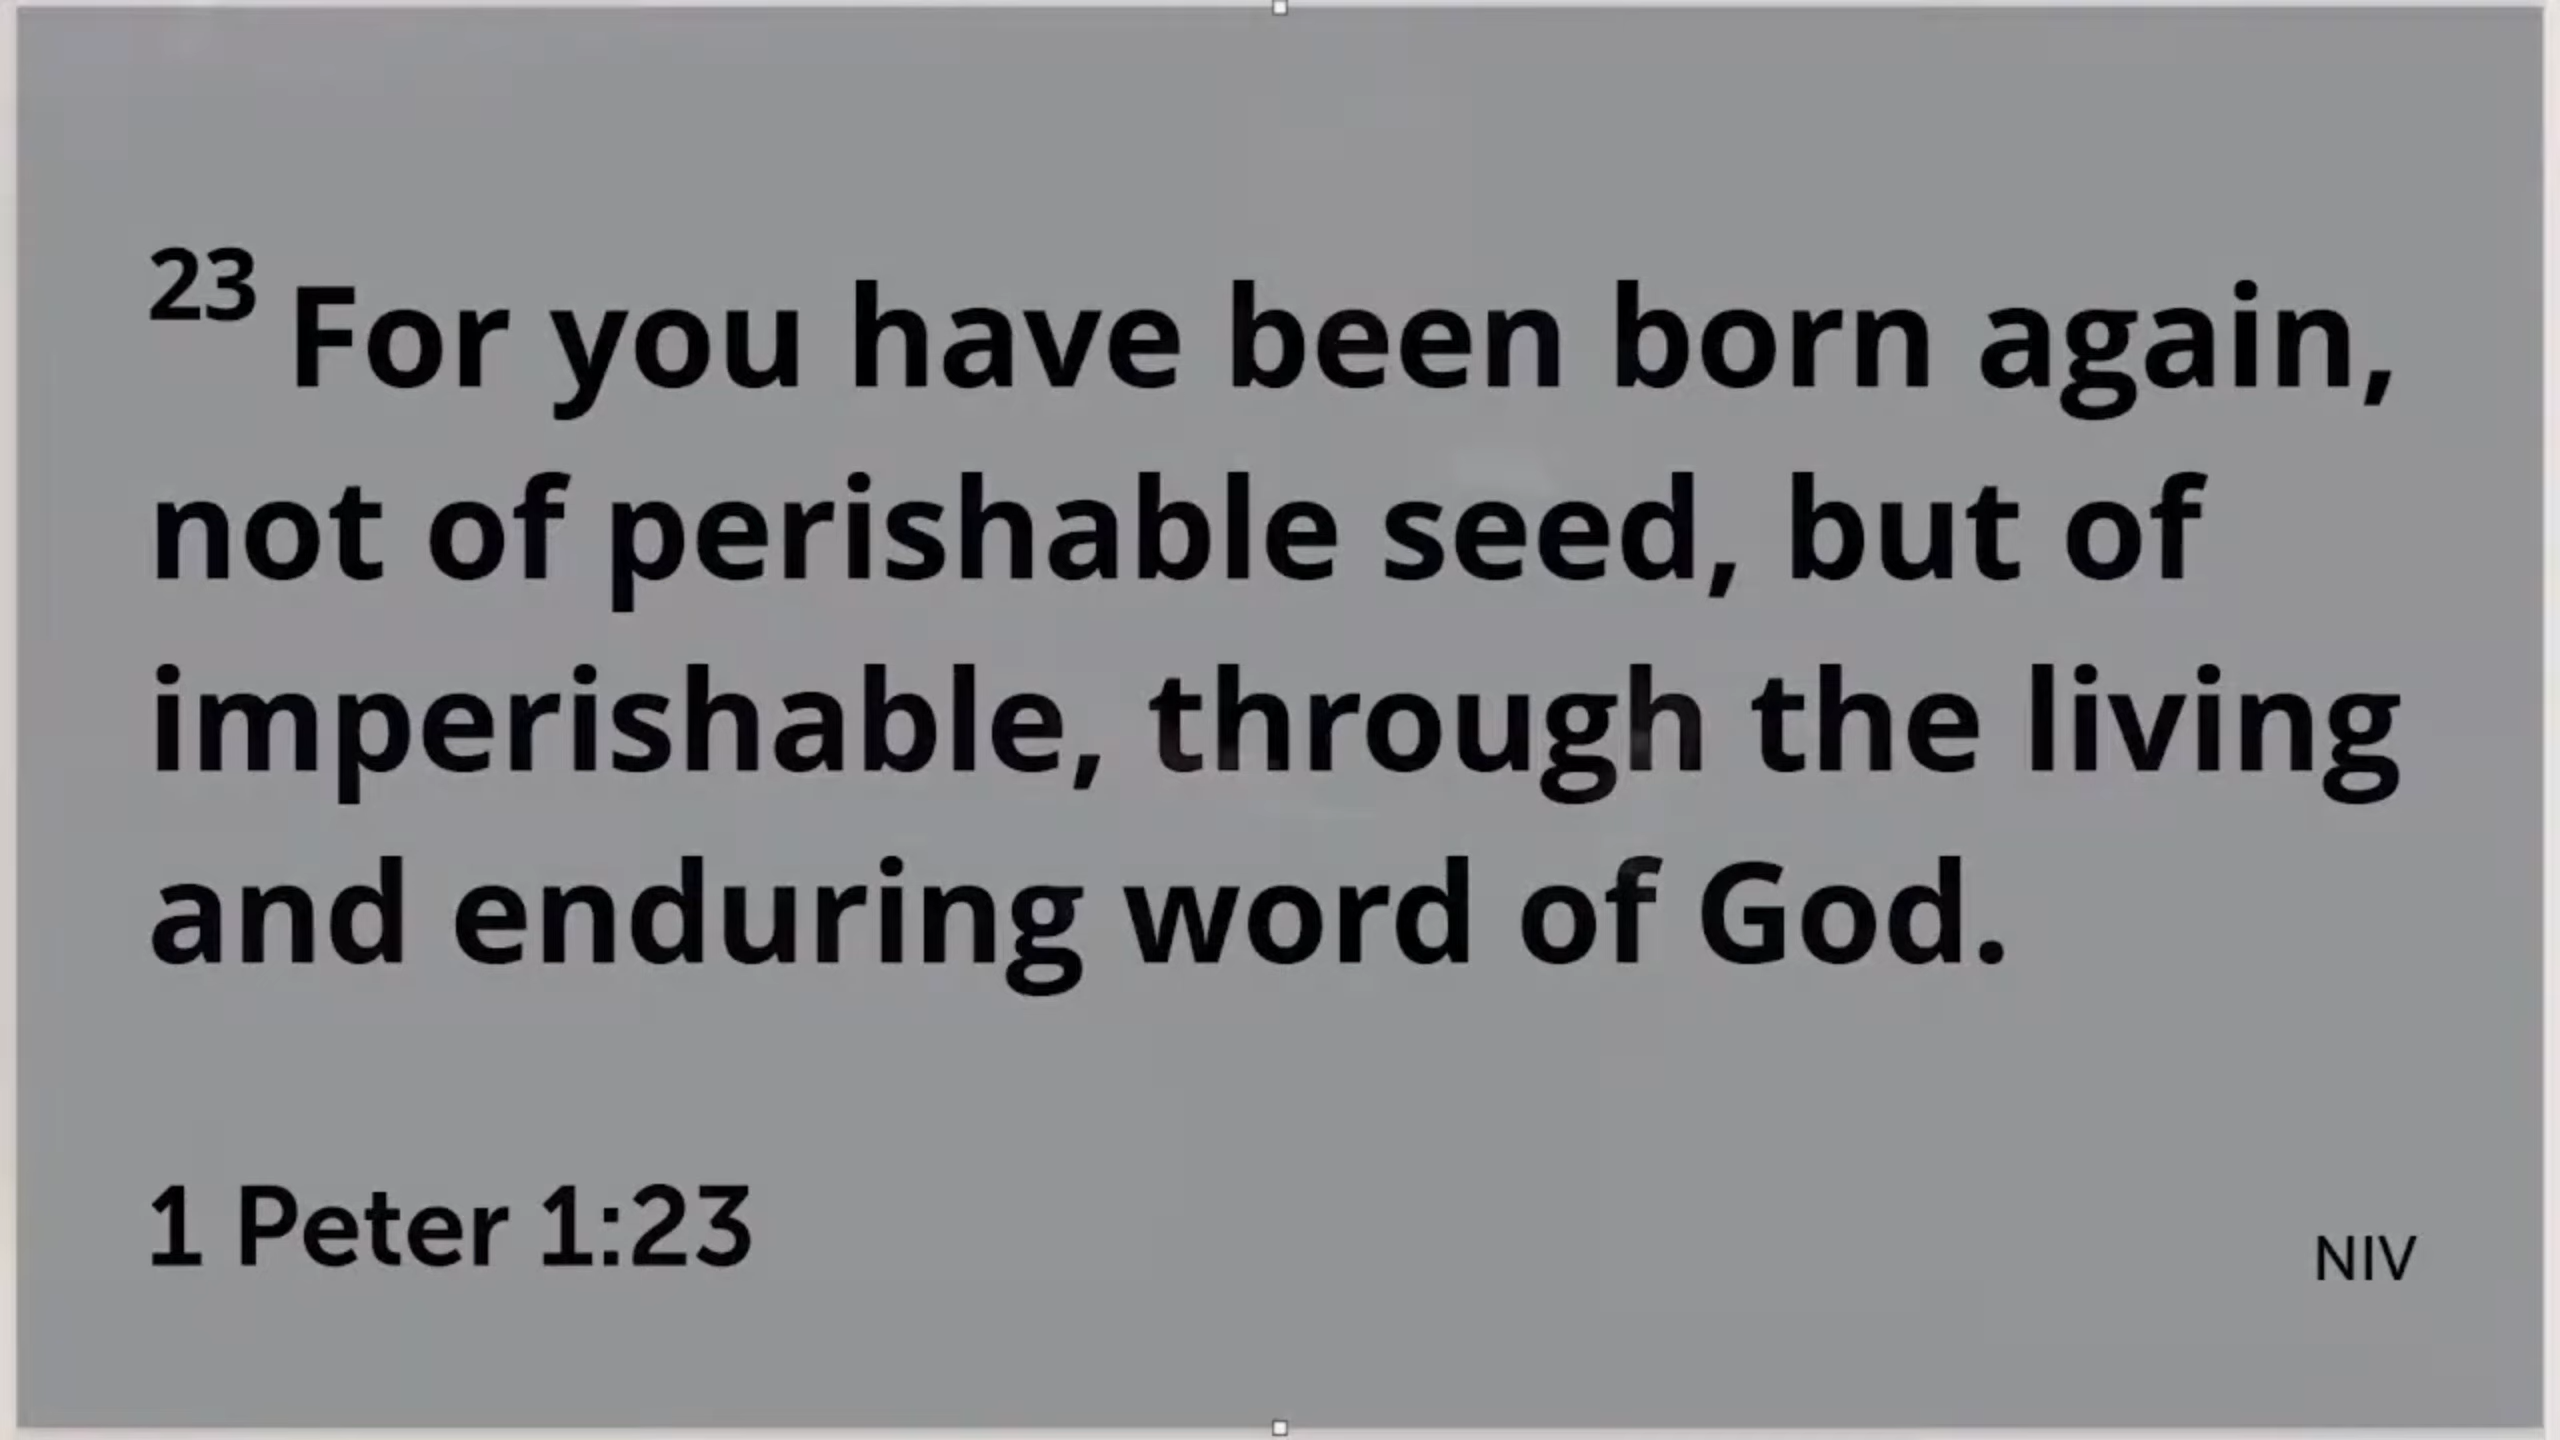 23 For you have been born again,
not of perishable seed, but of
imperishable, through the living
and enduring word of God.
1 Peter 1:23
NIV